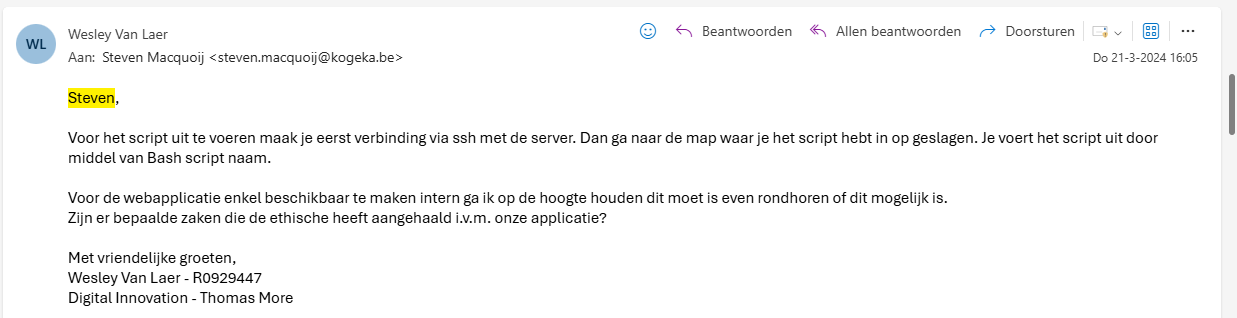 WL
Wesley Van Laer
Aan: Steven Macquoij <steven.macquoij@kogeka.be>
Beantwoorden
Allen beantwoorden
Doorsturen
Do 21-3-2024 16:05
Steven,
Voor het script uit te voeren maak je eerst verbinding via ssh met de server. Dan ga naar de map waar je het script hebt in op geslagen. Je voert het script uit door
middel van Bash script naam.
Voor de webapplicatie enkel beschikbaar te maken intern ga ik op de hoogte houden dit moet is even rondhoren of dit mogelijk is.
Zijn er bepaalde zaken die de ethische heeft aangehaald i.v.m. onze applicatie?
Met vriendelijke groeten,
Wesley Van Laer - R0929447
Digital Innovation - Thomas More